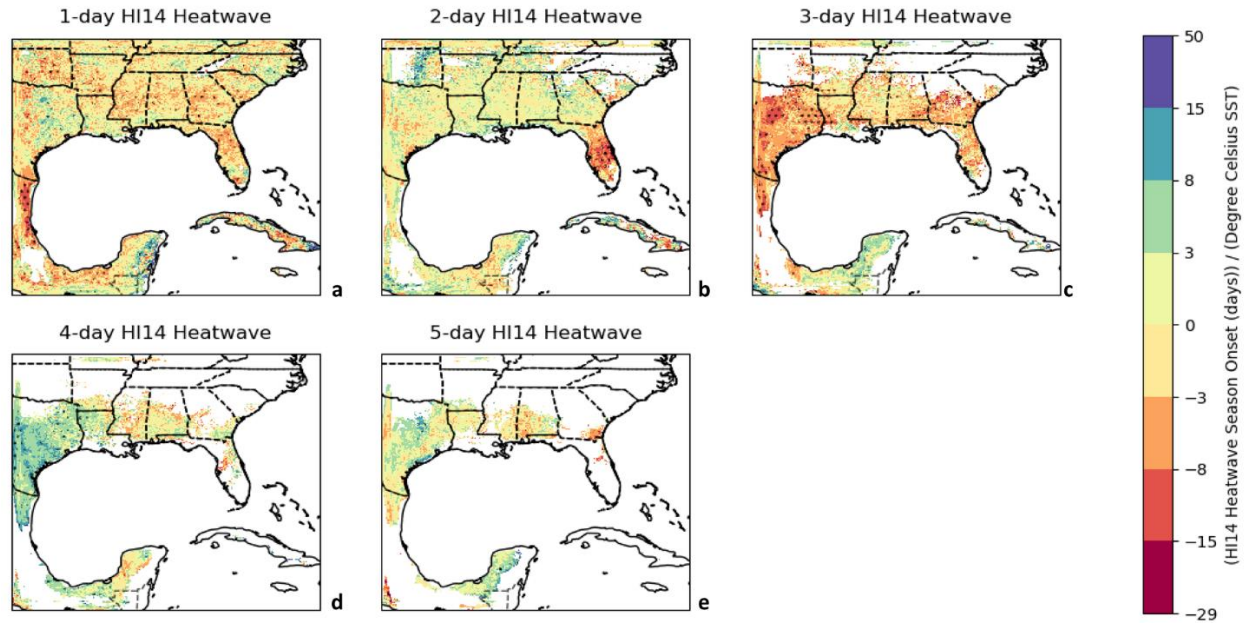 1-day HI14 Heatwave
2-day HI14 Heatwave
3-day HI14 Heatwave
a
b
c
4-day HI14 Heatwave
5-day HI14 Heatwave
d
e
50
15
8
3
0
−3
−8
−15
−29
(HI14 Heatwave Season Onset (days)) / (Degree Celsius SST)